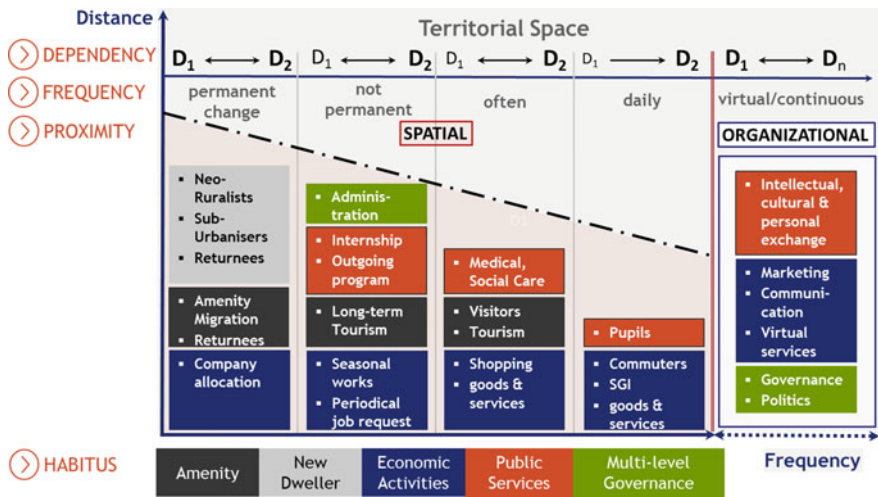 Distance
Territorial Space
DEPENDENCY
D1 D2
D1 D2
D1 D2
D1 D2
D1 Dn
FREQUENCY
permanent
change
not
permanent
often
daily
virtual/continuous
PROXIMITY
SPATIAL
ORGANIZATIONAL
Neo-
Ruralists
Sub-
Urbanisers
Returnees
Amenity
Migration
Returnees
Company
allocation
Adminis-
tration
Internship
Outgoing
program
Long-term
Tourism
Seasonal
works
Periodical
job request
D1
Medical,
Social Care
Visitors
Tourism
Shopping
goods &
services
Pupils
Commuters
SGI
goods &
services
Intellectual,
cultural &
personal
exchange
Marketing
Communi-
cation
Virtual
services
Governance
Politics
HABITUS
Amenity
New
Dweller
Economic
Activities
Public
Services
Multi-level
Governance
Frequency